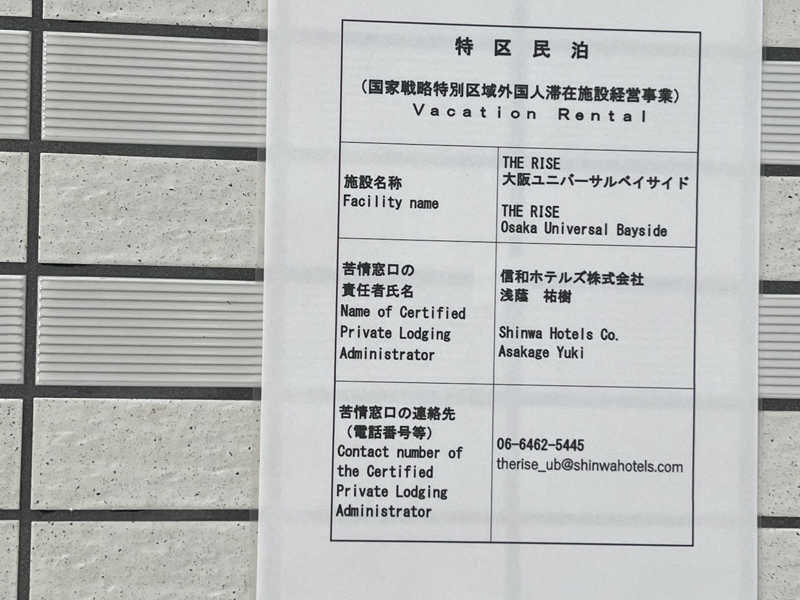 特 区 民 泊
(国家戦略特別区域外国人滞在施設経営事業)
Vacation Rental
施設名称
Facility name
THE RISE
大阪ユニバーサルベイサイド
THE RISE
Osaka Universal Bayside
苦情窓口の
責任者氏名
Name of Certified
Private Lodging
Administrator
信和ホテルズ株式会社
浅蔭 祐樹
Shinwa Hotels Co.
Asakage Yuki
苦情窓口の連絡先
(電話番号等)
Contact number of
the Certified
Private Lodging
Administrator
06-6462-5445
therise_ub@shinwahotels.com